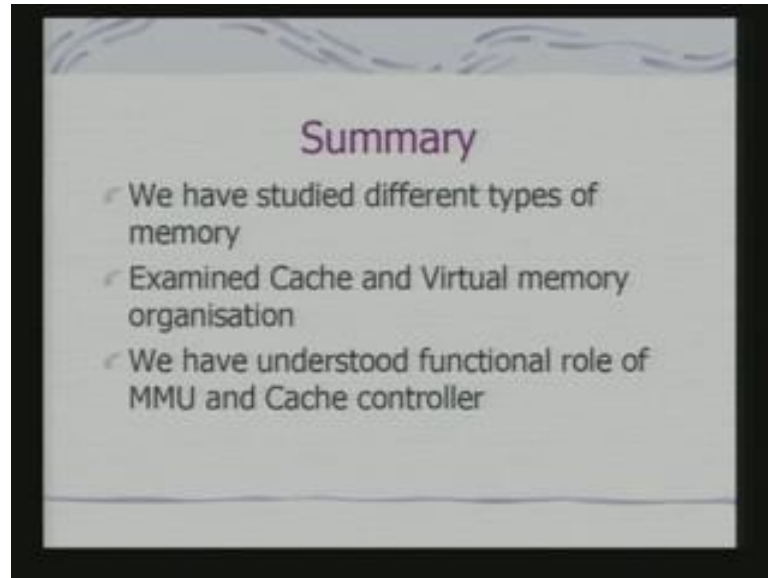 Summary
We have studied different types of
memory
Examined Cache and Virtual memory
organisation
We have understood functional role of
MMU and Cache controller